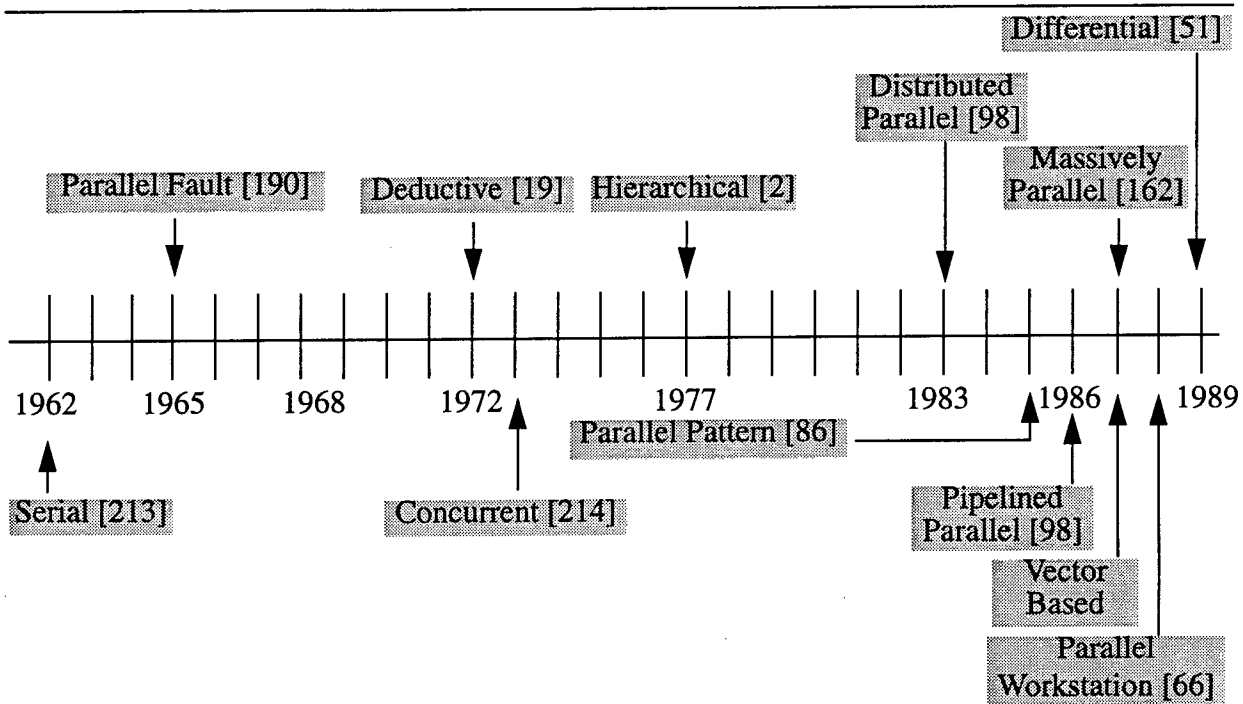 Differential [51]
Distributed
Parallel [98]
Massively
Parallel [162]
Parallel Fault [190]
Deductive [19]
Hierarchical [2]
1962
1965
1968
1972
1977
1983
1986
1989
Parallel Pattern [86]
Serial [213]
Concurrent [214]
Pipelined
Parallel [98]
Vector
Based
Parallel
Workstation [66]